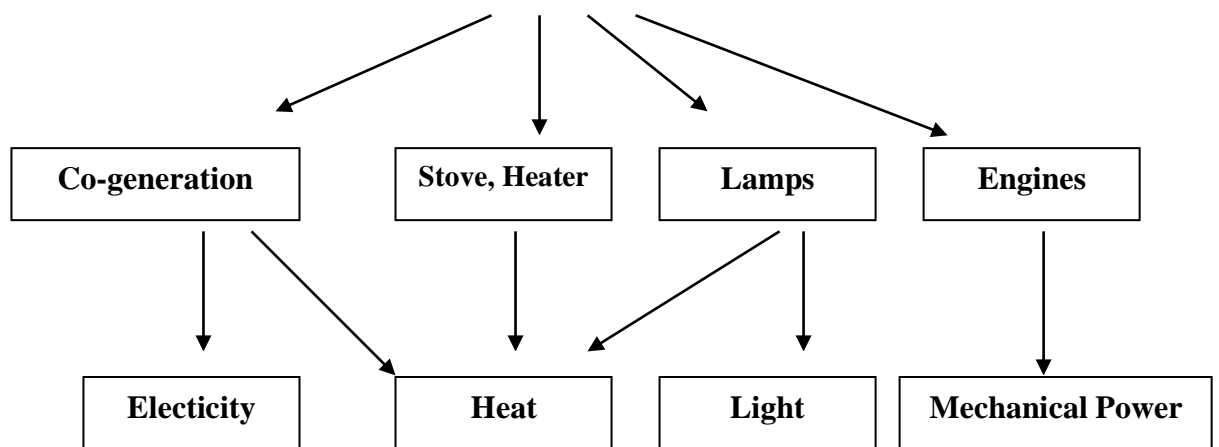 Co-generation
Stove, Heater
Lamps
Engines
Electicity
Heat
Light
Mechanical Power